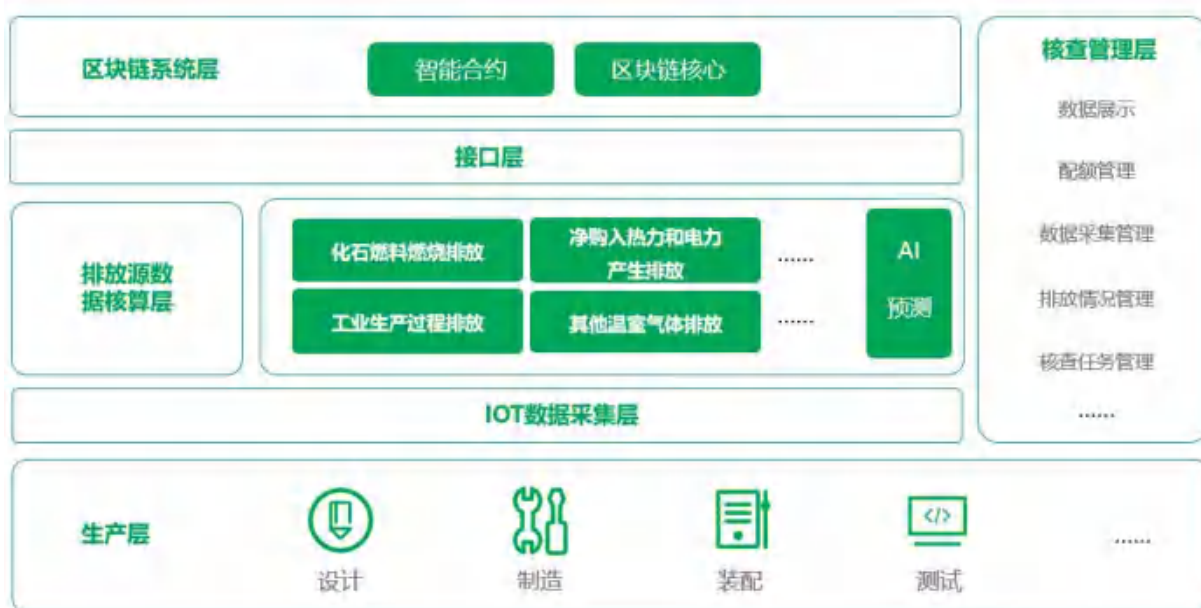 区块链系统层
智能合约
区块链核心
接口层
排放源数
据核算层
化石燃料燃烧排放
净购入热力和电力
产生排放
……
工业生产过程排放
其他温室气体排放
……
AI
预测
IOT数据采集层
生产层
</>
设计
制造
装配
测试
……
核查管理层
数据展示
配额管理
数据采集管理
排放情况管理
核查任务管理
……